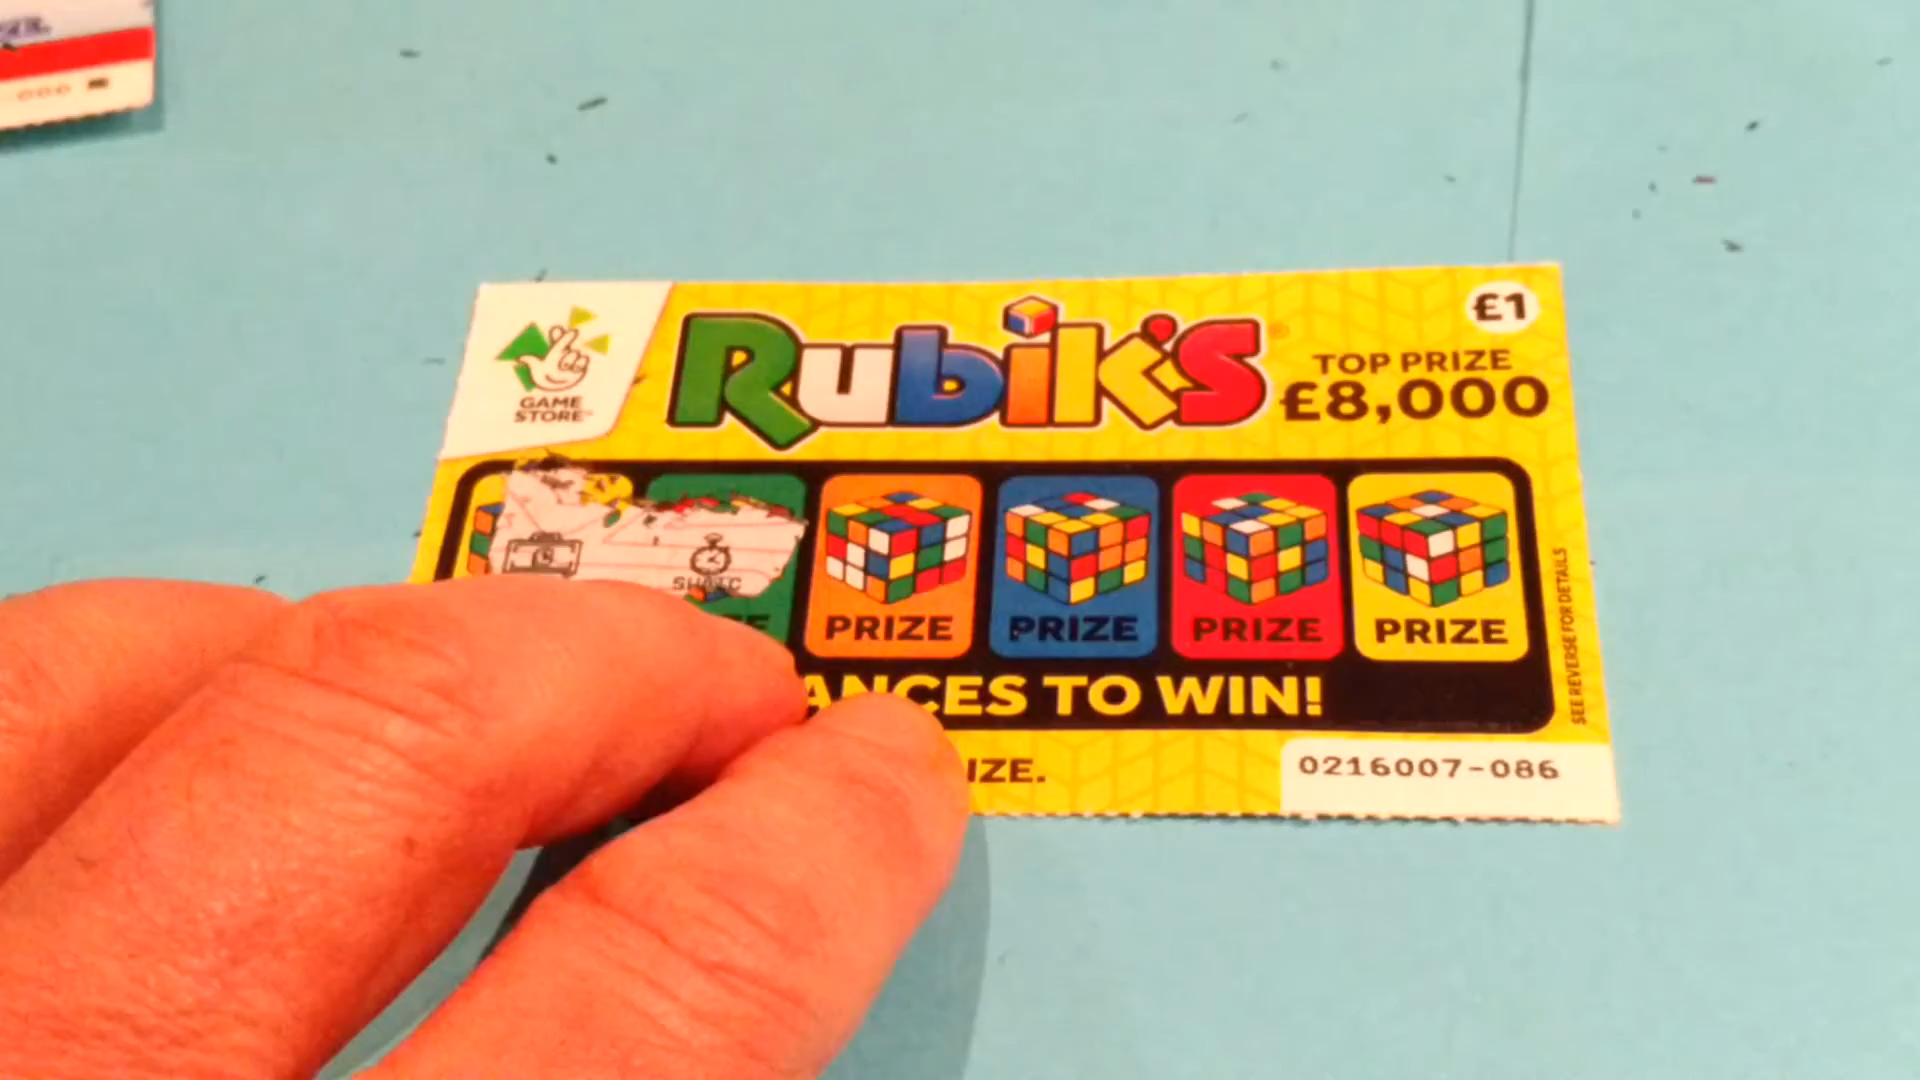 GAME
STORE™
Rubik's®
£1
TOP PRIZE
£8,000
PRIZE
PRIZE
PRIZE
PRIZE
ANCES TO WIN!
IZE.
0216007-086
SEE REVERSE FOR DETAILS